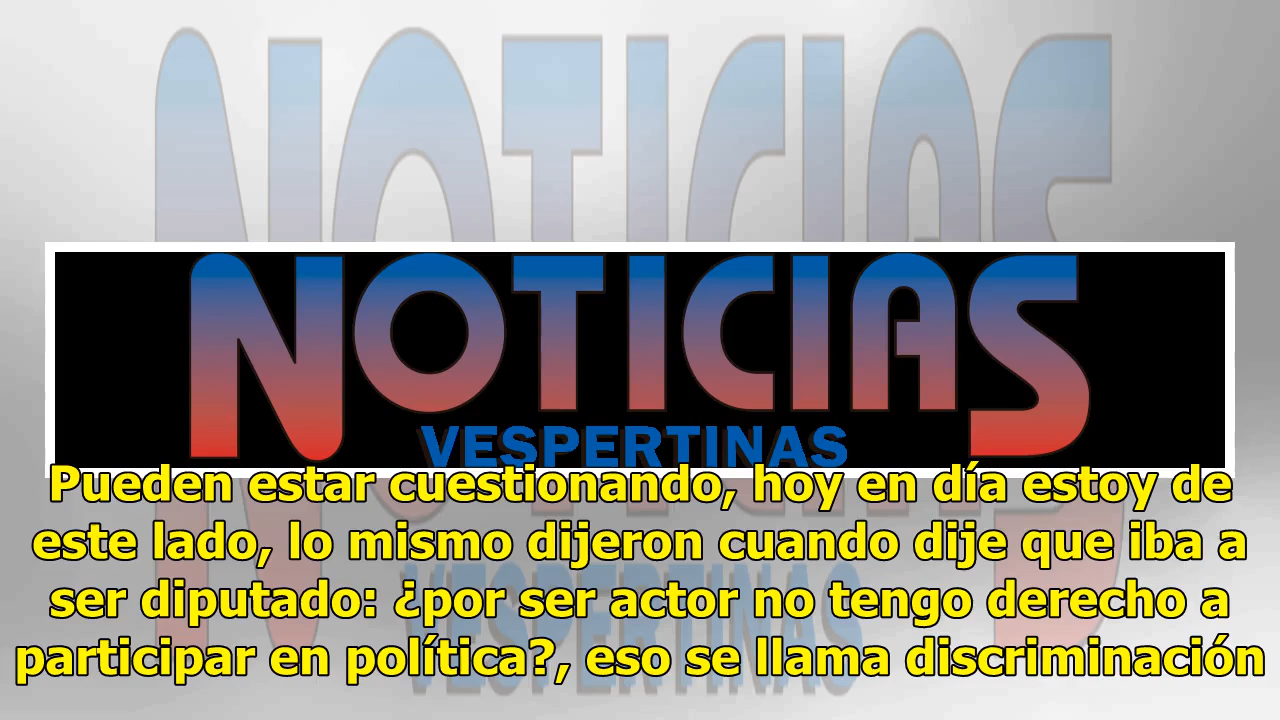 NOTICIAS
VESPERTINAS
Pueden estar cuestionando, hoy en día estoy de
este lado, lo mismo dijeron cuando dije que iba a
ser diputado: ¿por ser actor no tengo derecho a
participar en política?, eso se llama discriminación